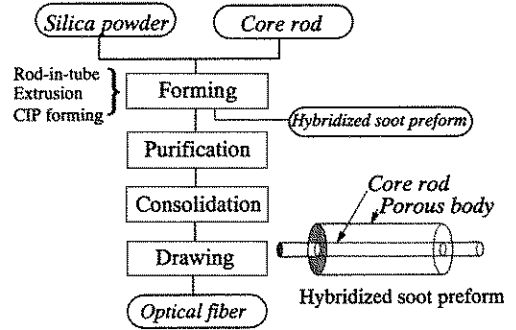 Silica powder
Core rod
Rod-in-tube
Extrusion
CIP forming
Forming
Hybridized soot preform
Purification
Consolidation
Drawing
Optical fiber
Core rod
Porous body
Hybridized soot preform